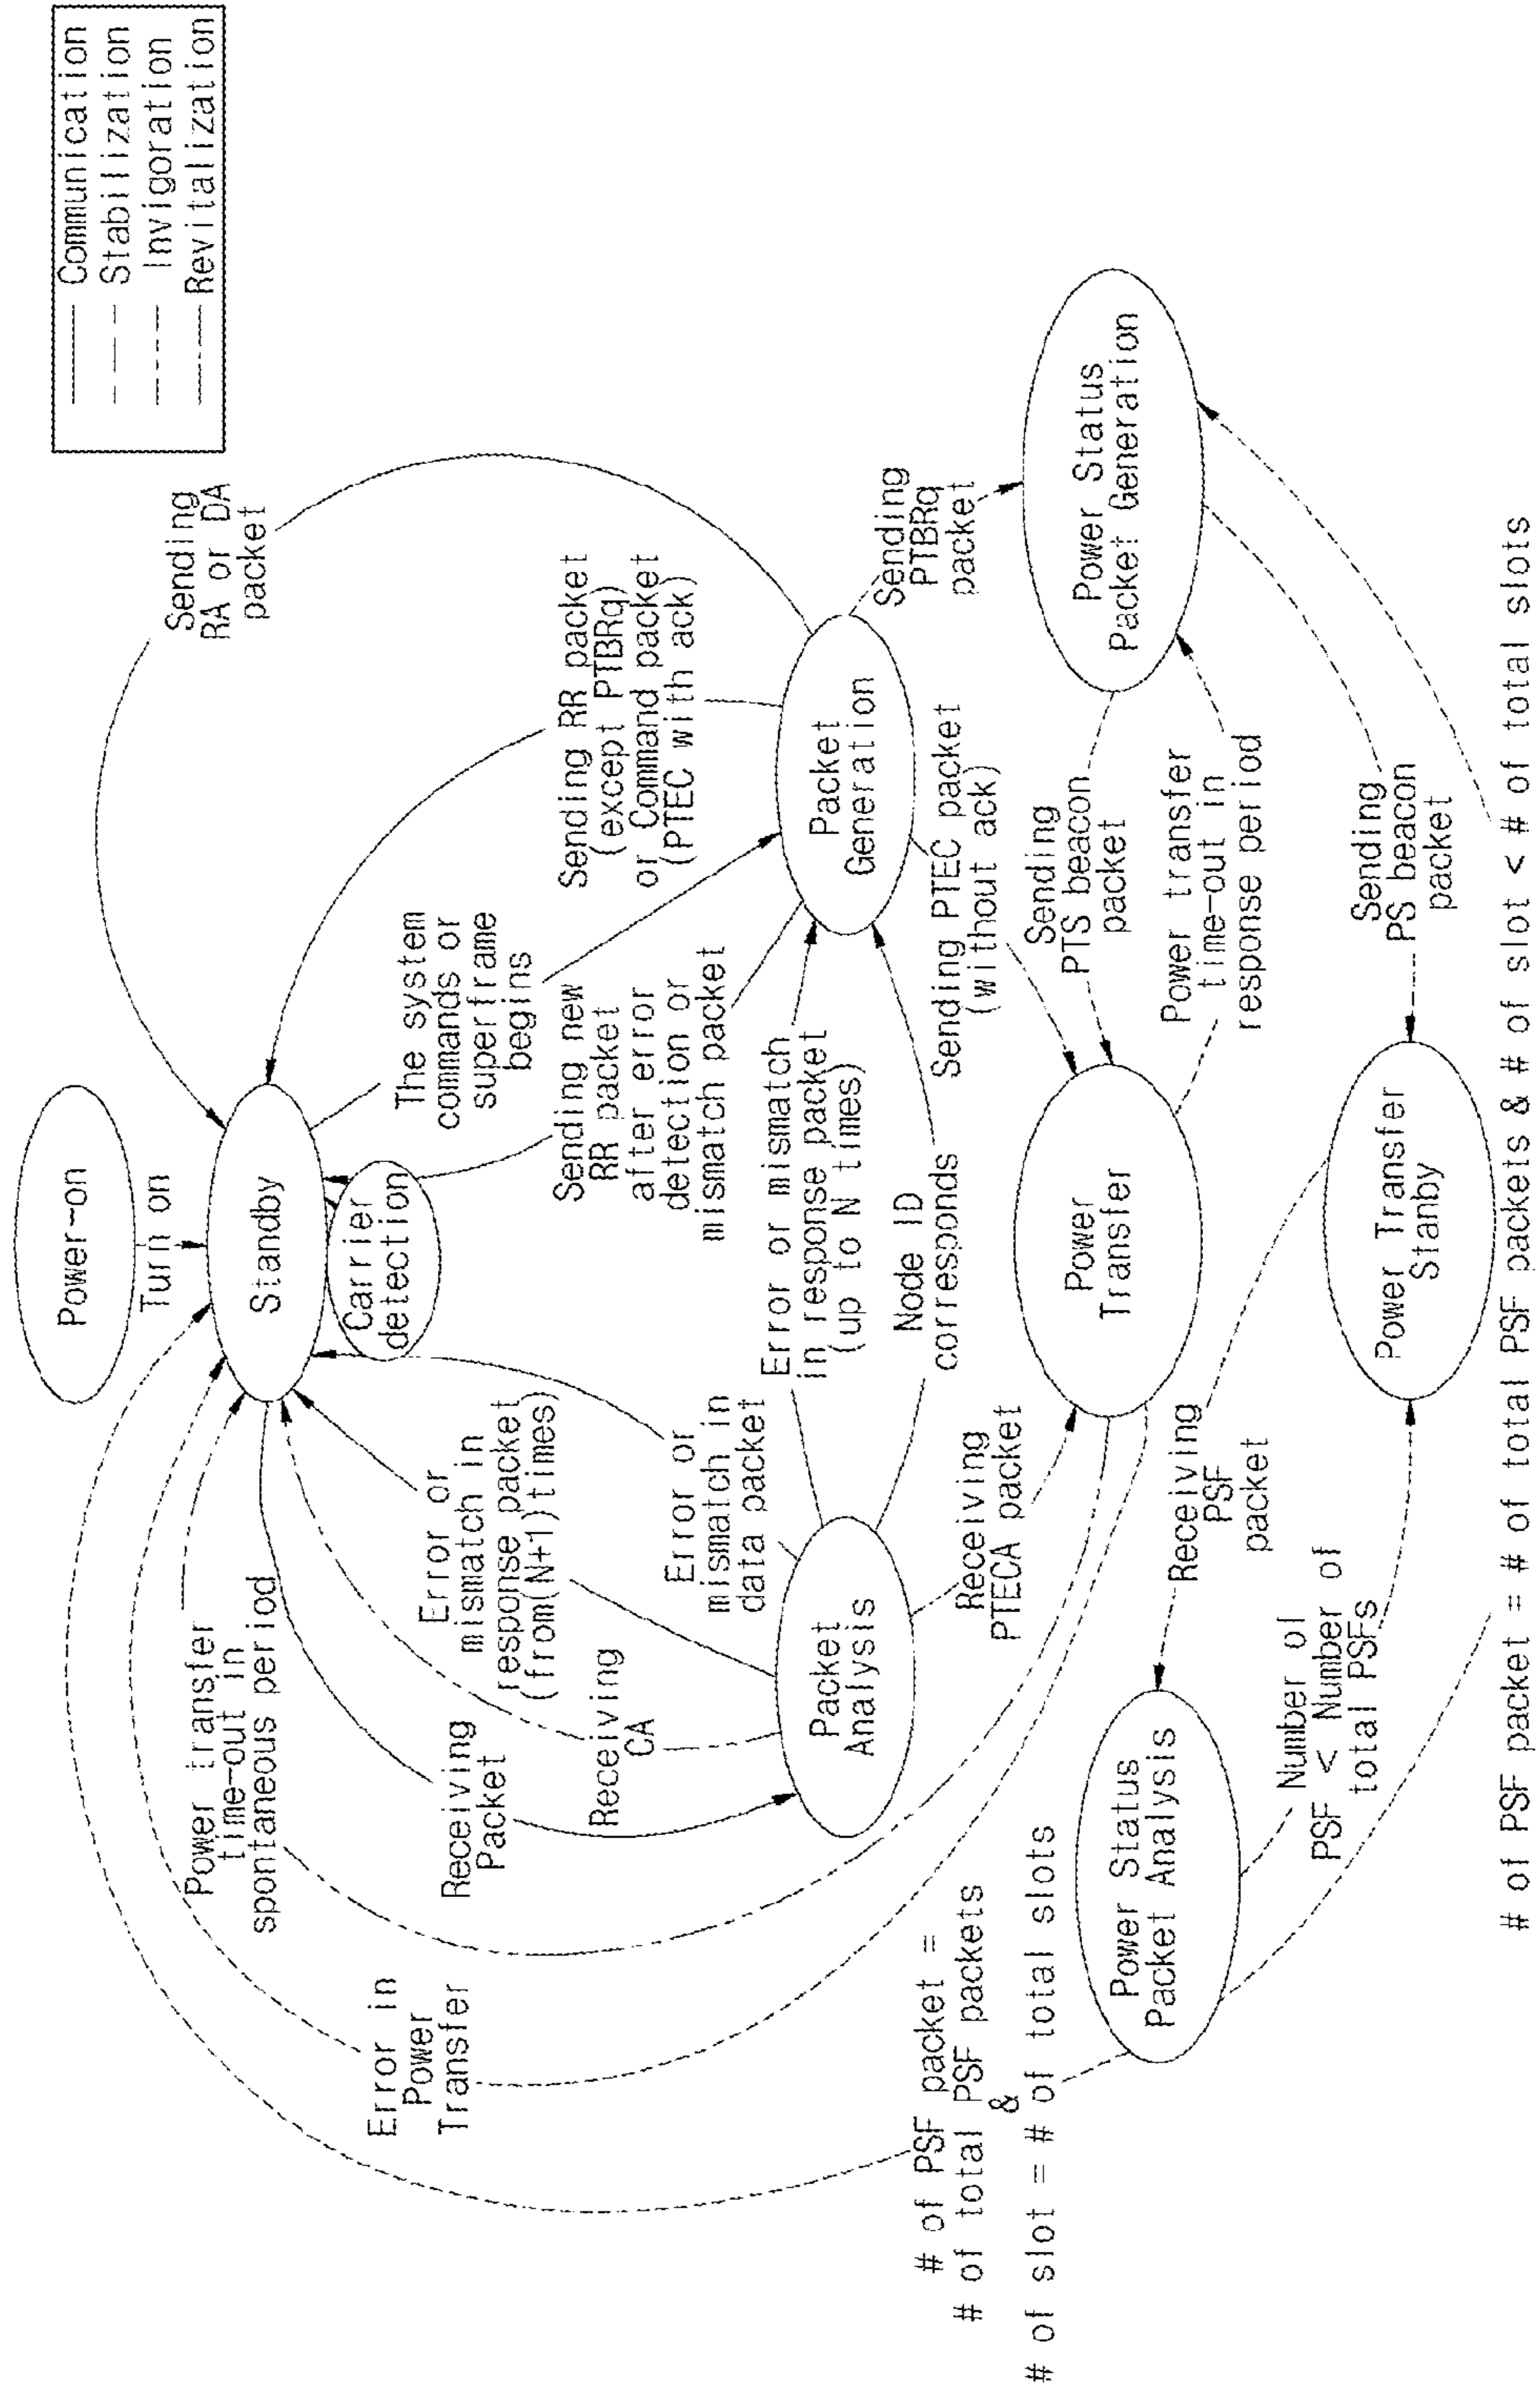 Communication
Stabilization
Invigoration
Revitalization
Power-on
Turn on
Standby
Carrier
detection
Sending
RA or DA
packet
Power transfer
time-out in
spontaneous period
Error in
Power
Transfer
Receiving
Packet
Error or
mismatch in
response packet
(from(N+1)times)
Receiving
CA
Error or
mismatch in
data packet
The system
commands or
superframe
begins
Sending RR packet
(except PTBRq)
or Command packet
(PTEC with ack)
Sending new
RR packet
after error
detection or
mismatch packet
Error or mismatch
in response packet
(up to N times)
Node ID
corresponds
Packet
Analysis
Packet
Generation
Sending
PTBRq
packet
Sending PTEC packet
(without ack)
Receiving
PTECA packet
Sending
PTS beacon
packet
Power
Transfer
Power Status
Packet Generation
Power transfer
time-out in
response period
# of PSF packet =
# of total PSF packets
&
# of slot = # of total slots
Power Status
Packet Analysis
Receiving
PSF
packet
Number of
PSF < Number of
total PSFs
Power Transfer
Stanby
Sending
PS beacon
packet
# of PSF packet = # of total PSF packets & # of slot < # of total slots